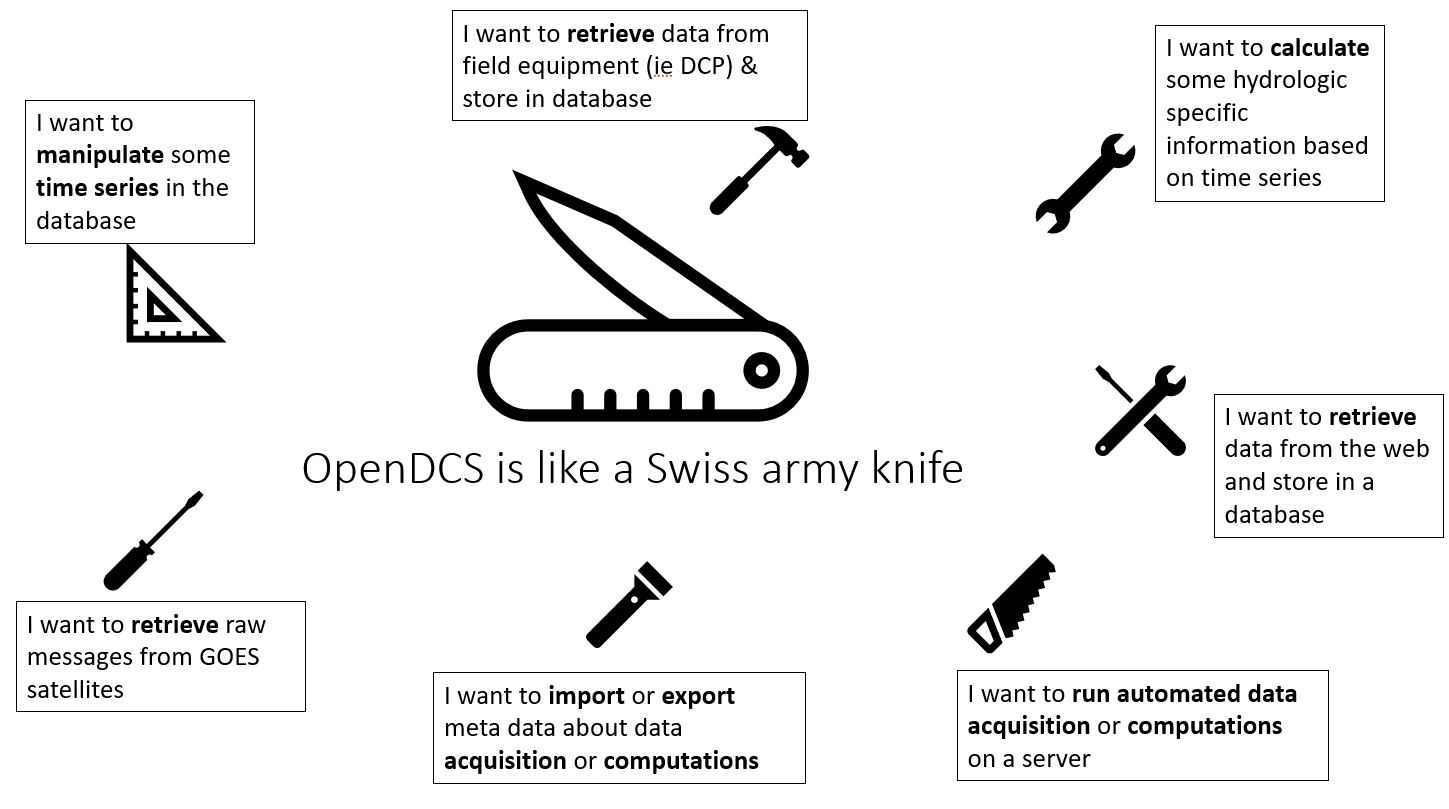 I want to retrieve data from
field equipment (ie DCP) &
store in database
I want to calculate
some hydrologic
specific
information based
on time series
I want to
manipulate some
time series in the
database
I want to retrieve
data from the web
and store in a
database
OpenDCS is like a Swiss army knife
I want to retrieve raw
messages from GOES
satellites
I want to import or export
meta data about data
acquisition or computations
I want to run automated data
acquisition or computations
on a server